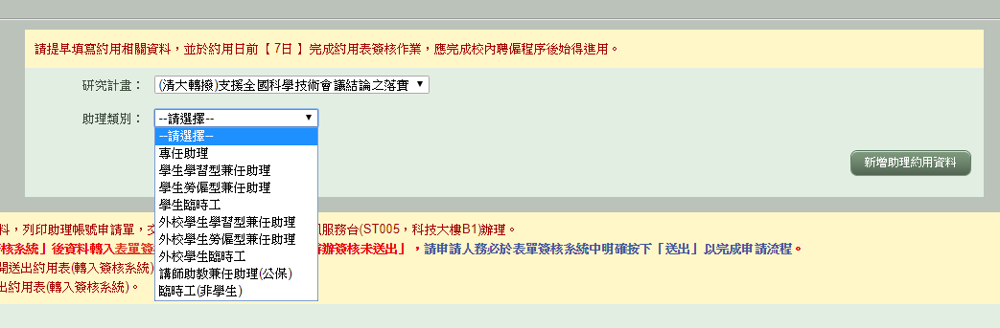 請提早填寫約用相關資料，並於約用日前【 7日 】完成約用表簽核作業，應完成校內聘僱程序後始得進用。
研究計畫： (清大轉撥)支援全國科學技術會議結論之落實
助理類別： --請選擇--
--請選擇--
專任助理
學生學習型兼任助理
學生勞僱型兼任助理
學生臨時工
外校學生學習型兼任助理
外校學生勞僱型兼任助理
外校學生臨時工
講師助教兼任助理(公保)
臨時工(非學生)
新增助理約用資料
料，列印助理帳號申請單，交 服務台(ST005，科技大樓B1)辦理。
核系統」後資料轉入表單簽 辦簽核未送出」，請申請人務必於表單簽核系統中明確按下「送出」以完成申請流程。
開送出約用表(轉入簽核系統)
出約用表(轉入簽核系統)。